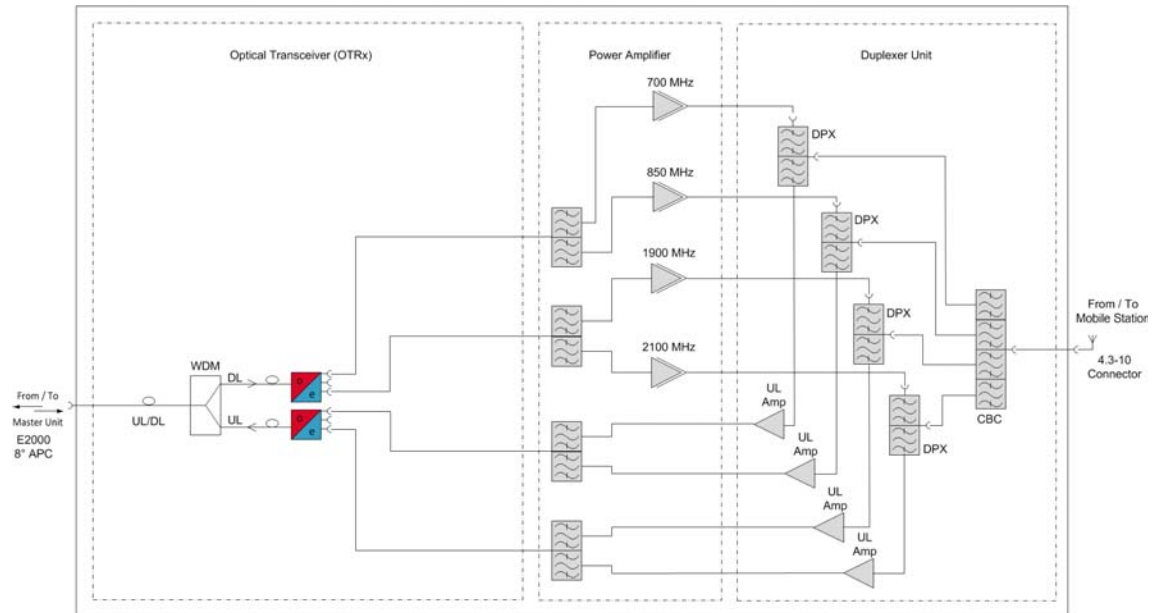 Optical Transceiver (OTRx)
Power Amplifier
Duplexer Unit
700 MHz
DPX
850 MHz
DPX
1900 MHz
DPX
From / To
Mobile Station
2100 MHz
4.3-10
Connector
WDM
DL
UL
Amp
CBC
From / To
Master Unit
UL/DL
UL
o
e
o
e
E2000
8° APC
DPX
UL
Amp
UL
Amp
UL
Amp